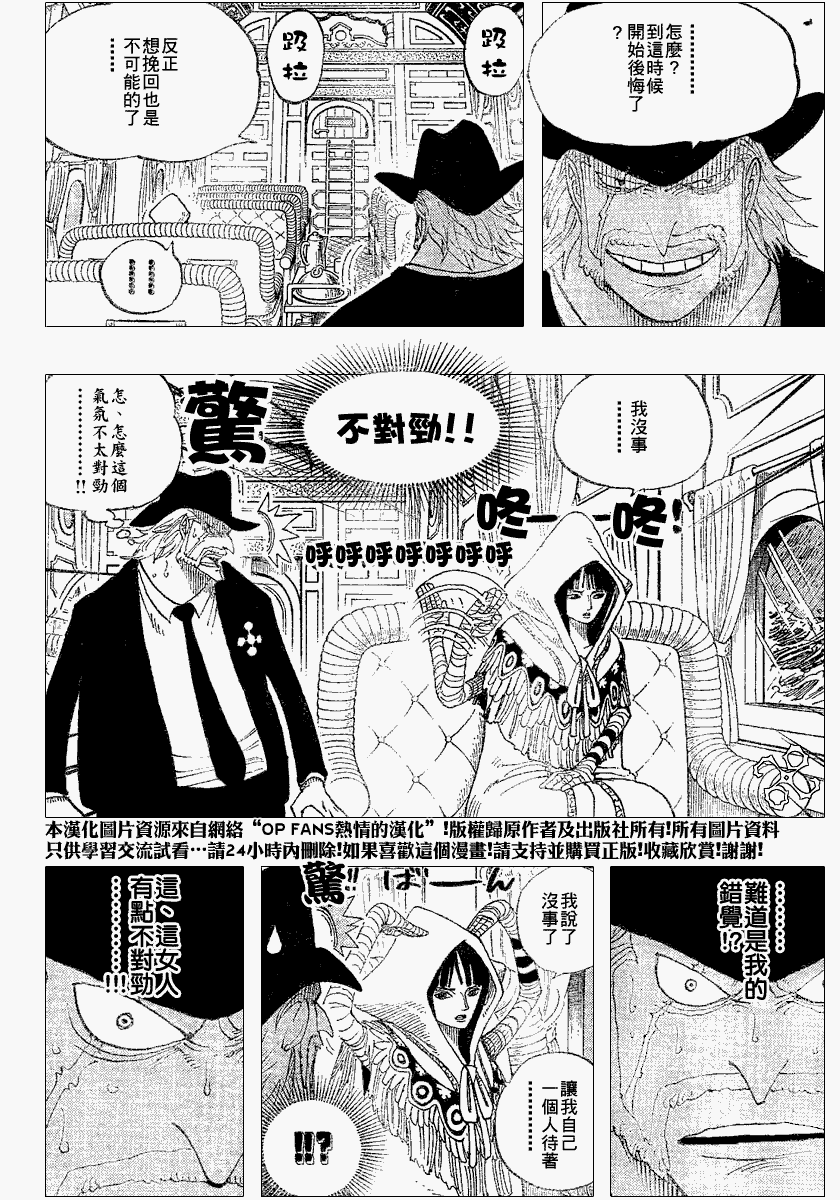 ………
怎麼?
到這時候
開始後悔了
?
趿拉
趿拉
反正
想挽回也是
不可能的了
……
我沒事
……
不對勁!!
驚
怎、怎麼這個
氣氛不太對勁
…………!!
咚——咚!
呼呼呼呼呼呼呼
本漢化圖片資源來自網絡“OP FANS熱情的漢化”!版權歸原作者及出版社所有!所有圖片資料
只供學習交流試看…請24小時內刪除!如果喜歡這個漫畫!請支持並購買正版!收藏欣賞!謝謝!
………
難道是我的
錯覺!?
驚!!
ばーん
我說了
沒事了
讓我自己
一個人待著
……
!!?
這、這女人
有點不對勁
…………!!!